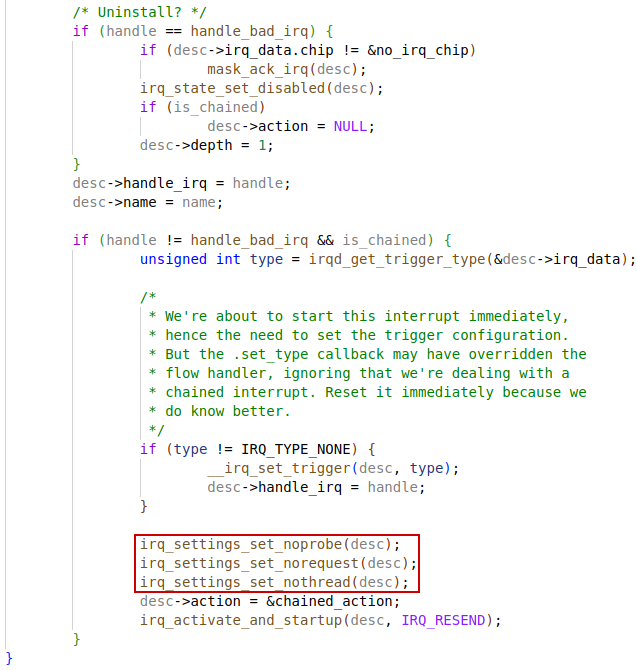 /* Uninstall? */
if (handle == handle_bad_irq) {
if (desc->irq_data.chip != &no_irq_chip)
mask_ack_irq(desc);
irq_state_set_disabled(desc);
if (is_chained)
desc->action = NULL;
desc->depth = 1;
}
desc->handle_irq = handle;
desc->name = name;
if (handle != handle_bad_irq && is_chained) {
unsigned int type = irqd_get_trigger_type(&desc->irq_data);
/*
* We're about to start this interrupt immediately,
* hence the need to set the trigger configuration.
* But the .set_type callback may have overridden the
* flow handler, ignoring that we're dealing with a
* chained interrupt. Reset it immediately because we
* do know better.
*/
if (type != IRQ_TYPE_NONE) {
__irq_set_trigger(desc, type);
desc->handle_irq = handle;
}
irq_settings_set_noprobe(desc);
irq_settings_set_norequest(desc);
irq_settings_set_nothread(desc);
desc->action = &chained_action;
irq_activate_and_startup(desc, IRQ_RESEND);
}
}